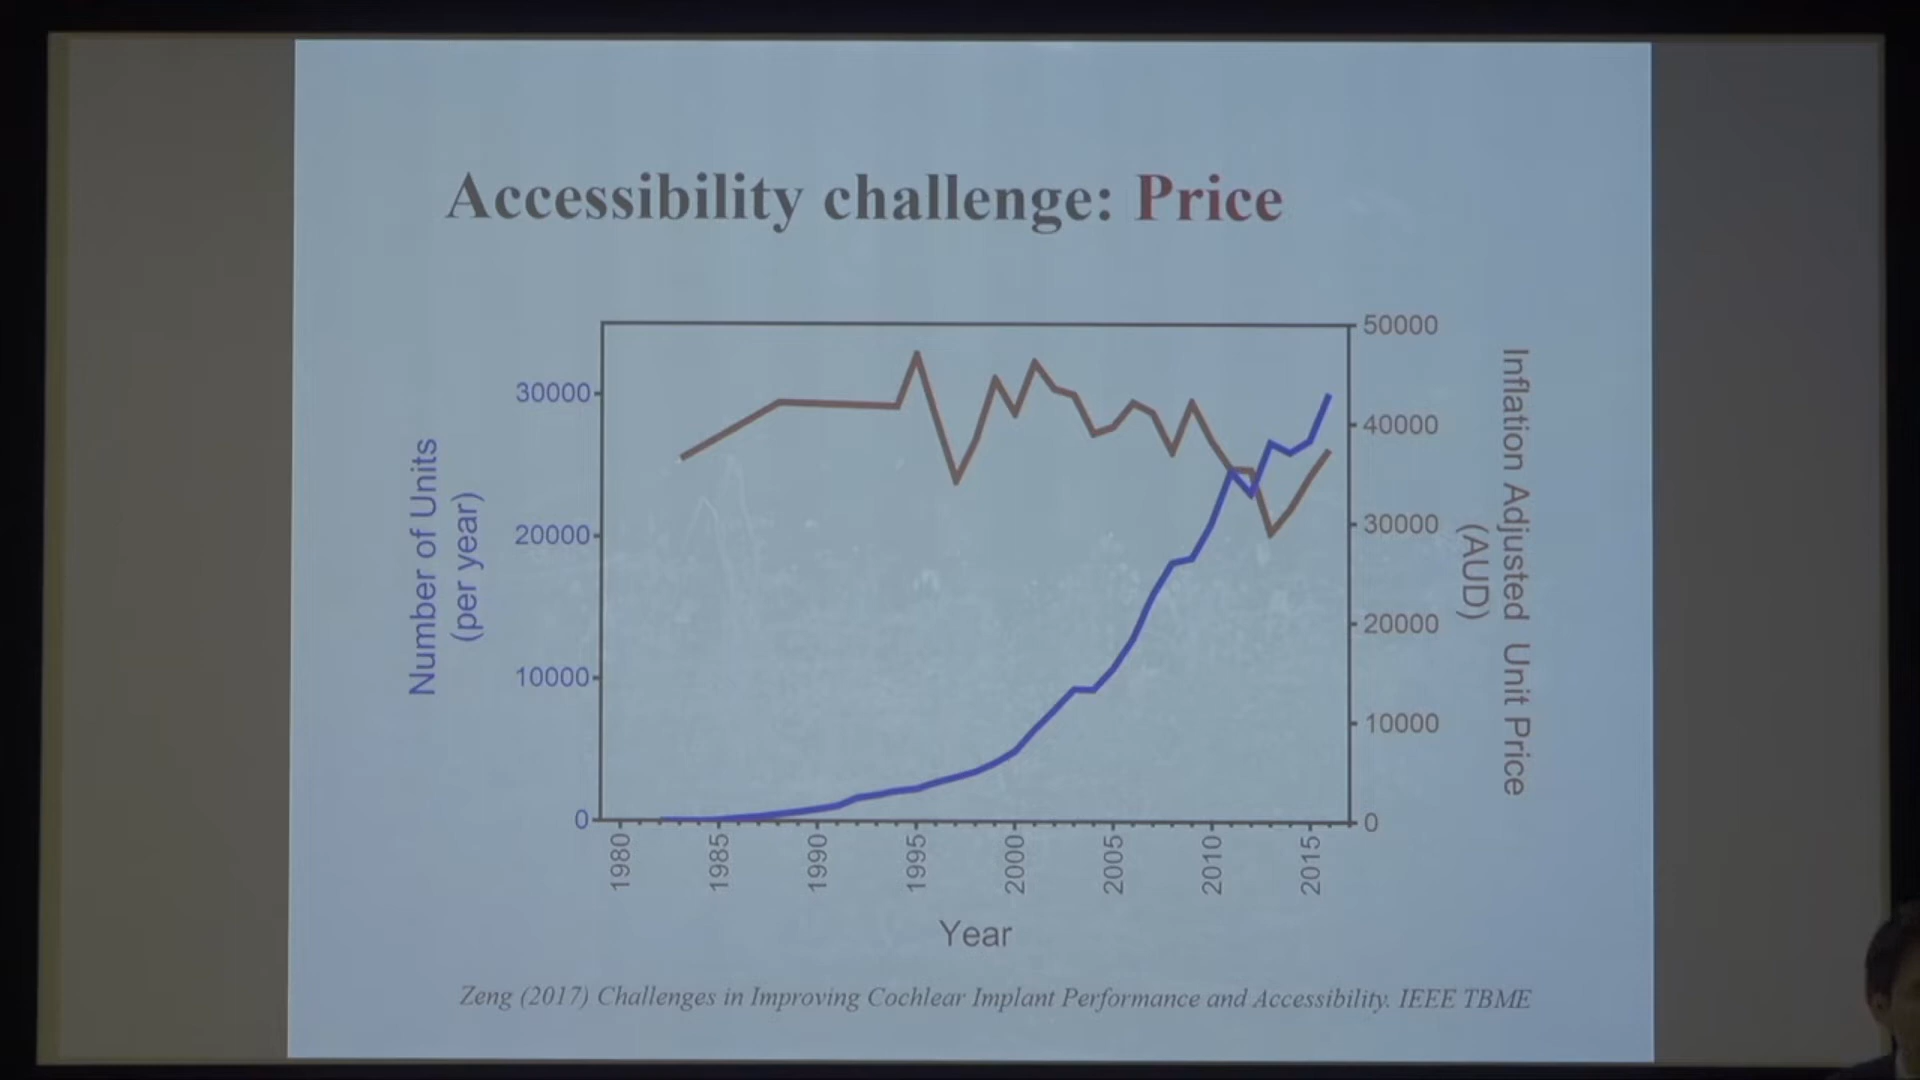 Accessibility challenge: Price
Number of Units
(per year)
30000
20000
10000
0
50000
40000
30000
20000
10000
0
Inflation Adjusted Unit Price
(AUD)
1980
1985
1990
1995
2000
2005
2010
2015
Year
Zeng (2017) Challenges in Improving Cochlear Implant Performance and Accessibility. IEEE TBME